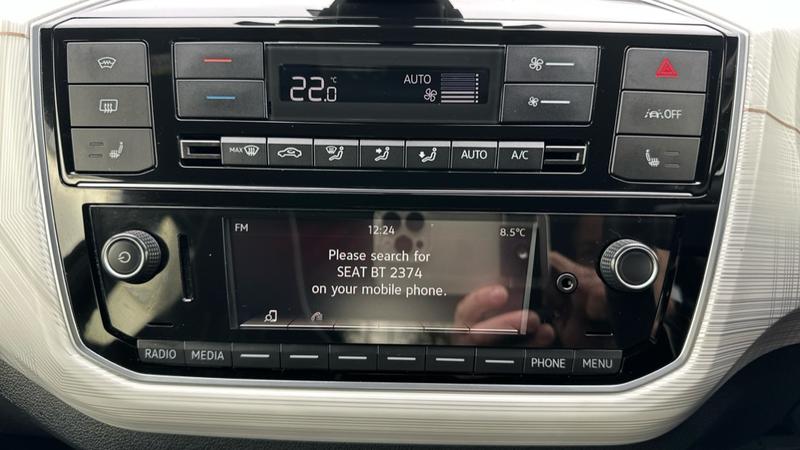 22.0 °C
AUTO
OFF
MAX
AUTO
A/C
FM
12:24
8.5°C
Please search for
SEAT BT 2374
on your mobile phone.
RADIO
MEDIA
PHONE
MENU